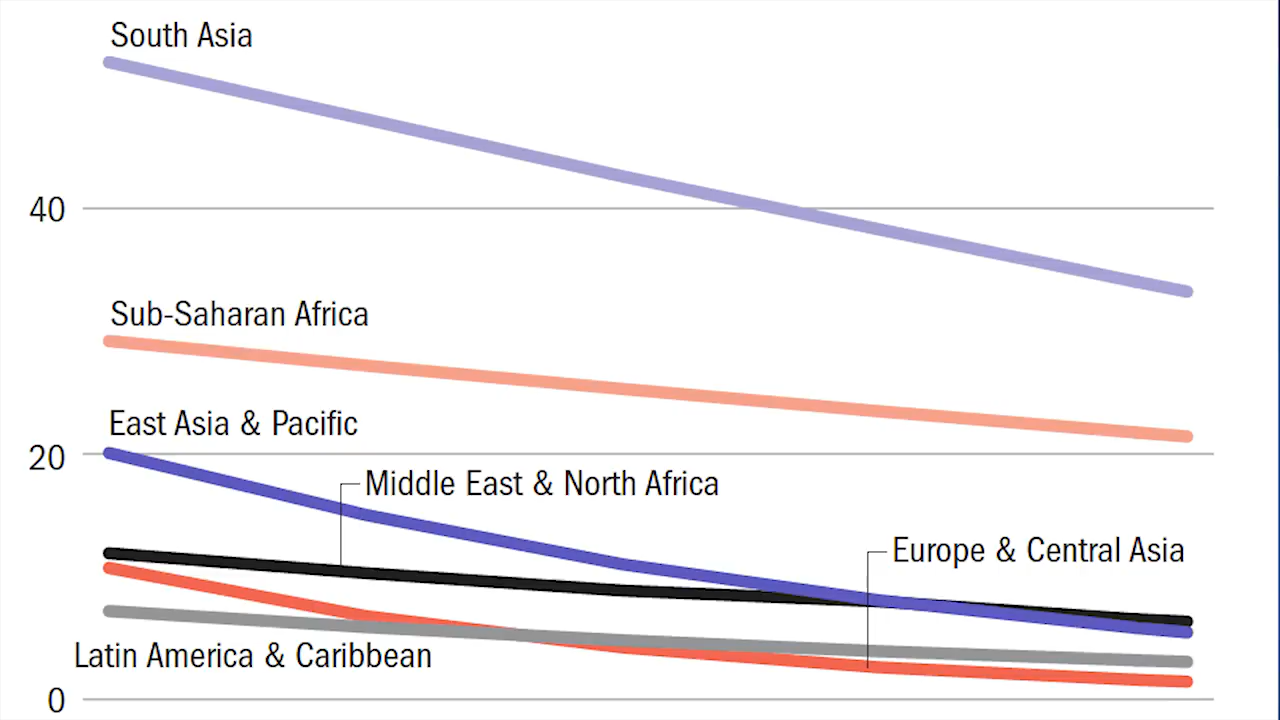 South Asia
40
Sub-Saharan Africa
East Asia & Pacific
20
Middle East & North Africa
Europe & Central Asia
Latin America & Caribbean
0